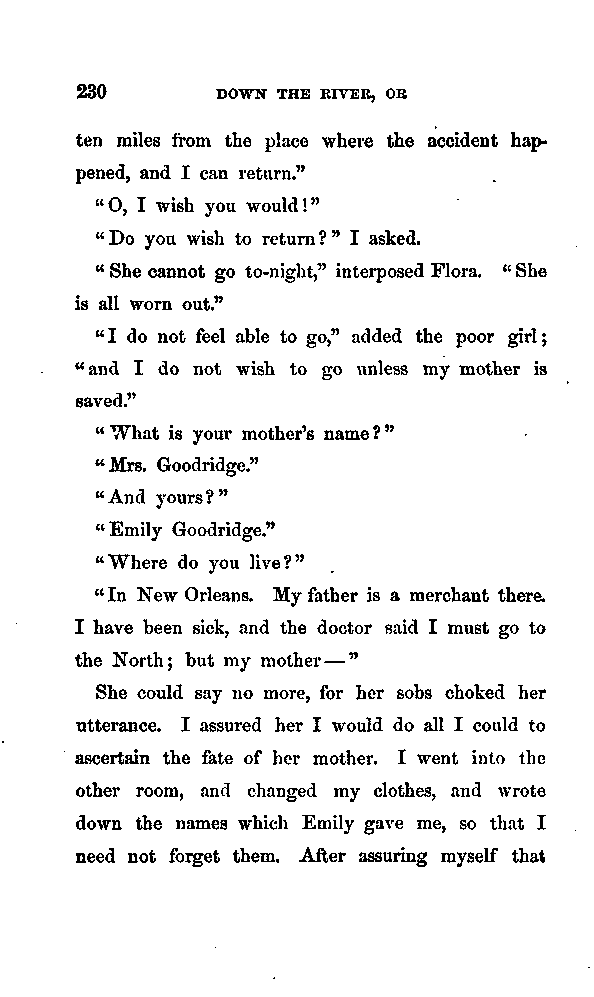 230 DOWN THE RIVER, OR
ten miles from the place where the accident hap-
pened, and I can return.”
“O, I wish you would!”
“Do you wish to return?” I asked.
“She cannot go to-night,” interposed Flora. “She
is all worn out.”
“I do not feel able to go,” added the poor girl;
“and I do not wish to go unless my mother is
saved.”
“What is your mother’s name?”
“Mrs. Goodridge.”
“And yours?”
“Emily Goodridge.”
“Where do you live?”
“In New Orleans. My father is a merchant there.
I have been sick, and the doctor said I must go to
the North; but my mother—”
She could say no more, for her sobs choked her
utterance. I assured her I would do all I could to
ascertain the fate of her mother. I went into the
other room, and changed my clothes, and wrote
down the names which Emily gave me, so that I
need not forget them. After assuring myself that